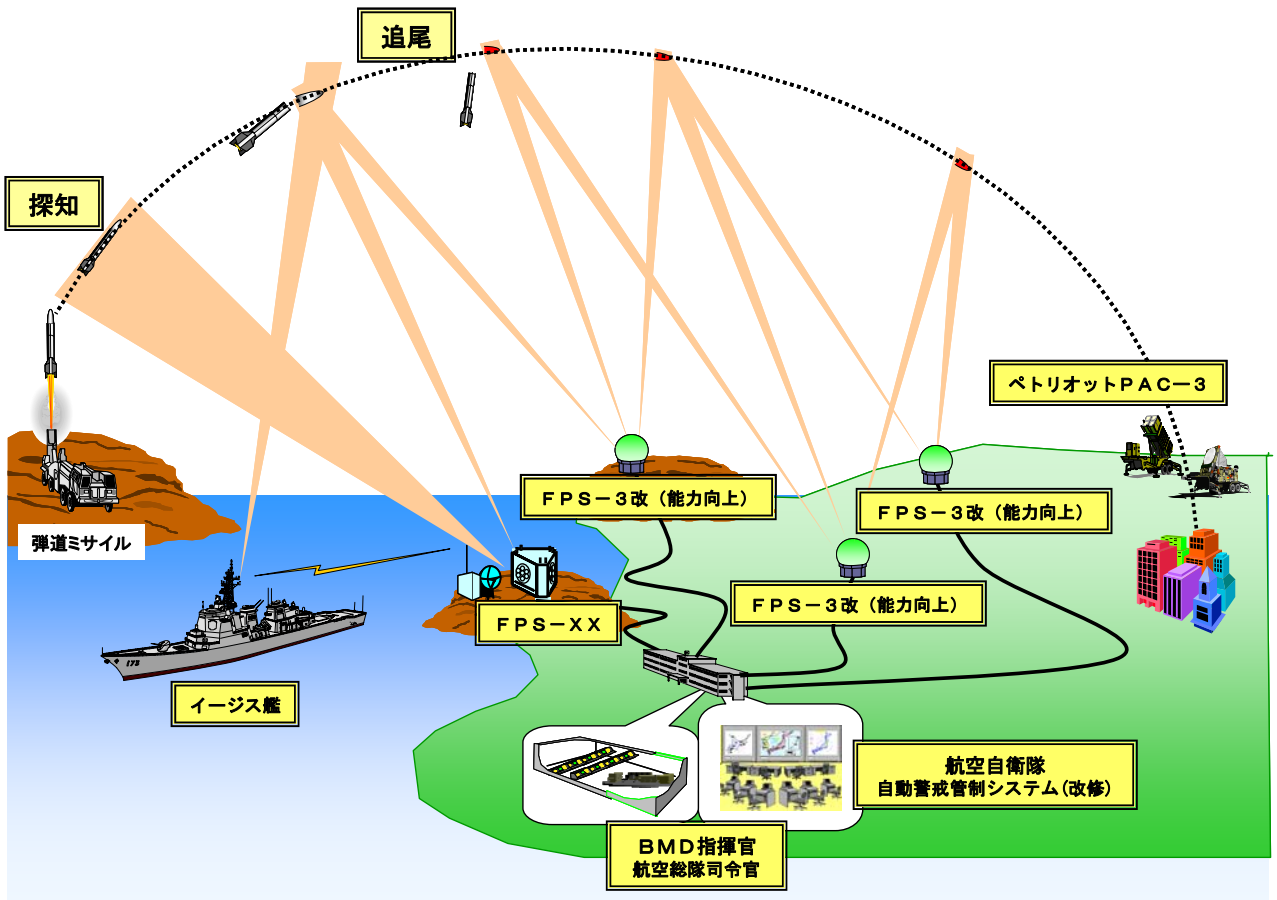 追尾
探知
ペトリオットPAC－3
FPS－3改（能力向上）
FPS－3改（能力向上）
弾道ミサイル
FPS－3改（能力向上）
FPS－XX
173
イージス艦
航空自衛隊
自動警戒管制システム（改修）
BMD指揮官
航空総隊司令官